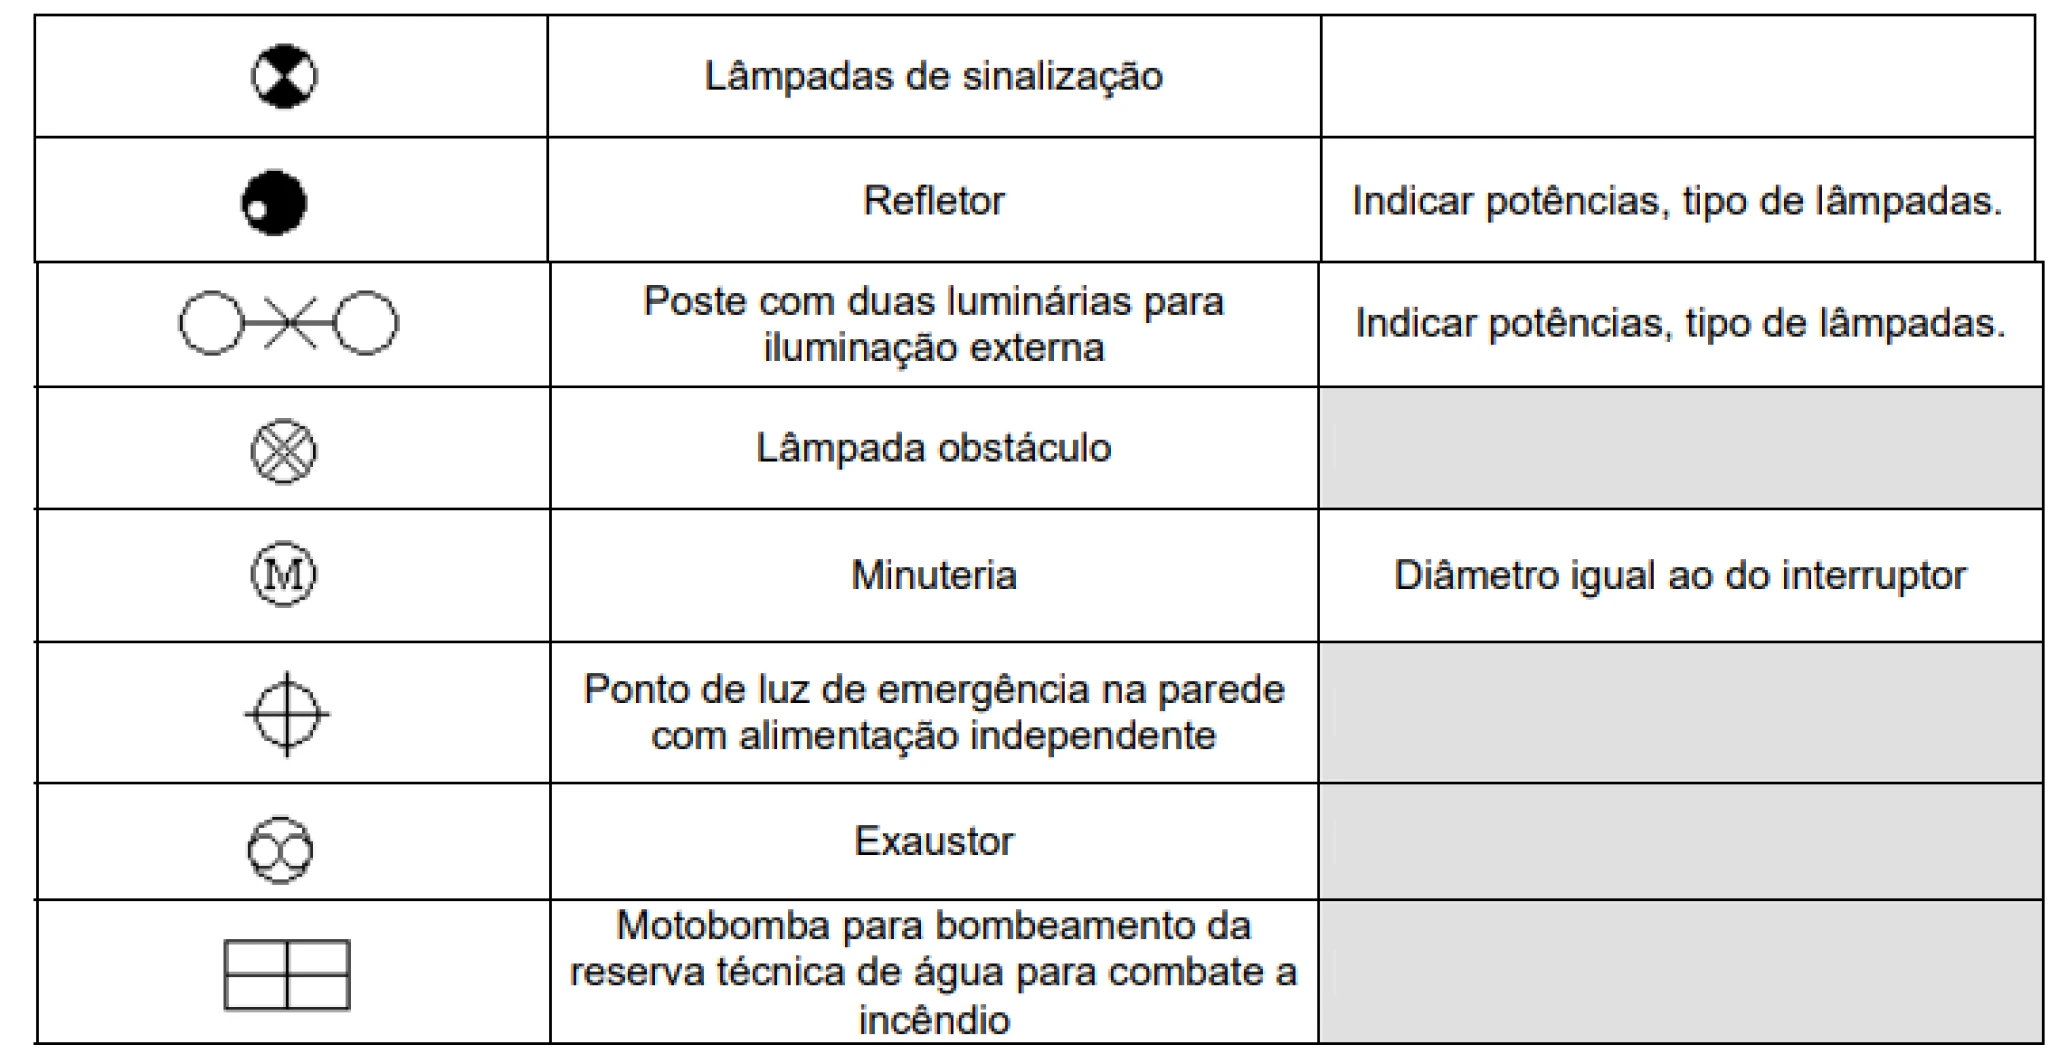 Lâmpadas de sinalização
Refletor
Indicar potências, tipo de lâmpadas.
Poste com duas luminárias para
iluminação externa
Indicar potências, tipo de lâmpadas.
Lâmpada obstáculo
M
Minuteria
Diâmetro igual ao do interruptor
Ponto de luz de emergência na parede
com alimentação independente
Exaustor
Motobomba para bombeamento da
reserva técnica de água para combate a
incêndio